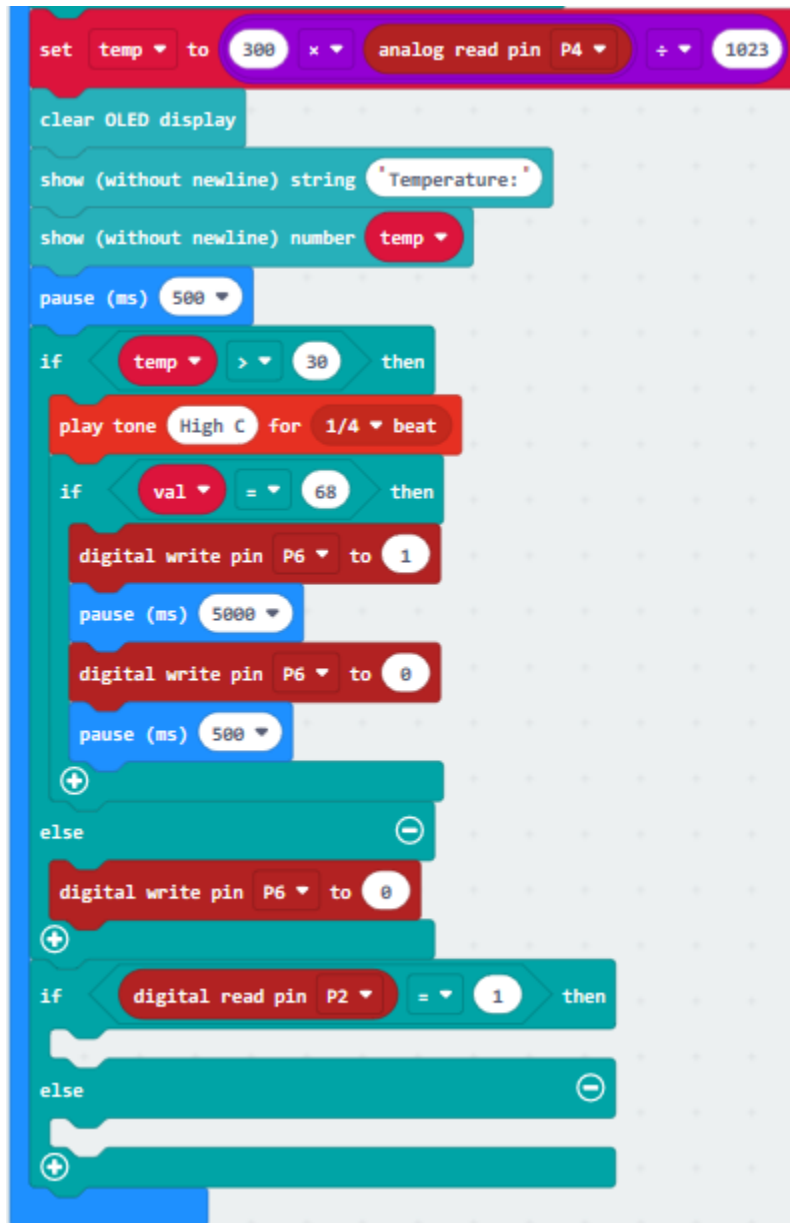 set temp to 300 × analog read pin P4 ÷ 1023
clear OLED display
show (without newline) string "Temperature:"
show (without newline) number temp
pause (ms) 500
if temp > 30 then
play tone High C for 1/4 beat
if val = 68 then
digital write pin P6 to 1
pause (ms) 5000
digital write pin P6 to 0
pause (ms) 500
else
digital write pin P6 to 0
if digital read pin P2 = 1 then
else